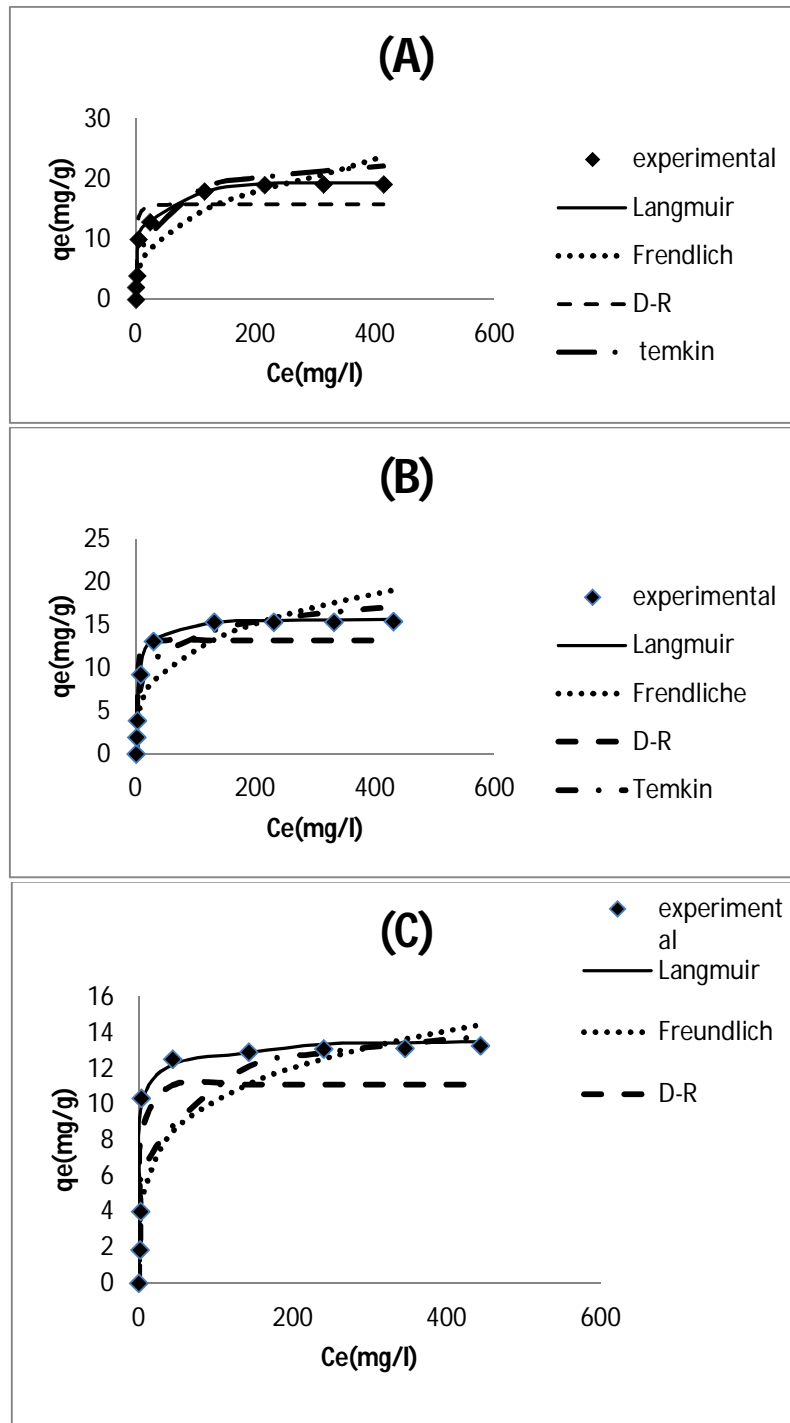 (A)
30
20
10
0
qe(mg/g)
0
200
400
600
Ce(mg/l)
experimental
Langmuir
Frendlich
D-R
temkin
(B)
25
20
15
10
5
0
qe(mg/g)
0
200
400
600
Ce(mg/l)
experimental
Langmuir
Frendliche
D-R
Temkin
(C)
16
14
12
10
8
6
4
2
0
qe(mg/g)
0
200
400
600
Ce(mg/l)
experiment
al
Langmuir
Freundlich
D-R